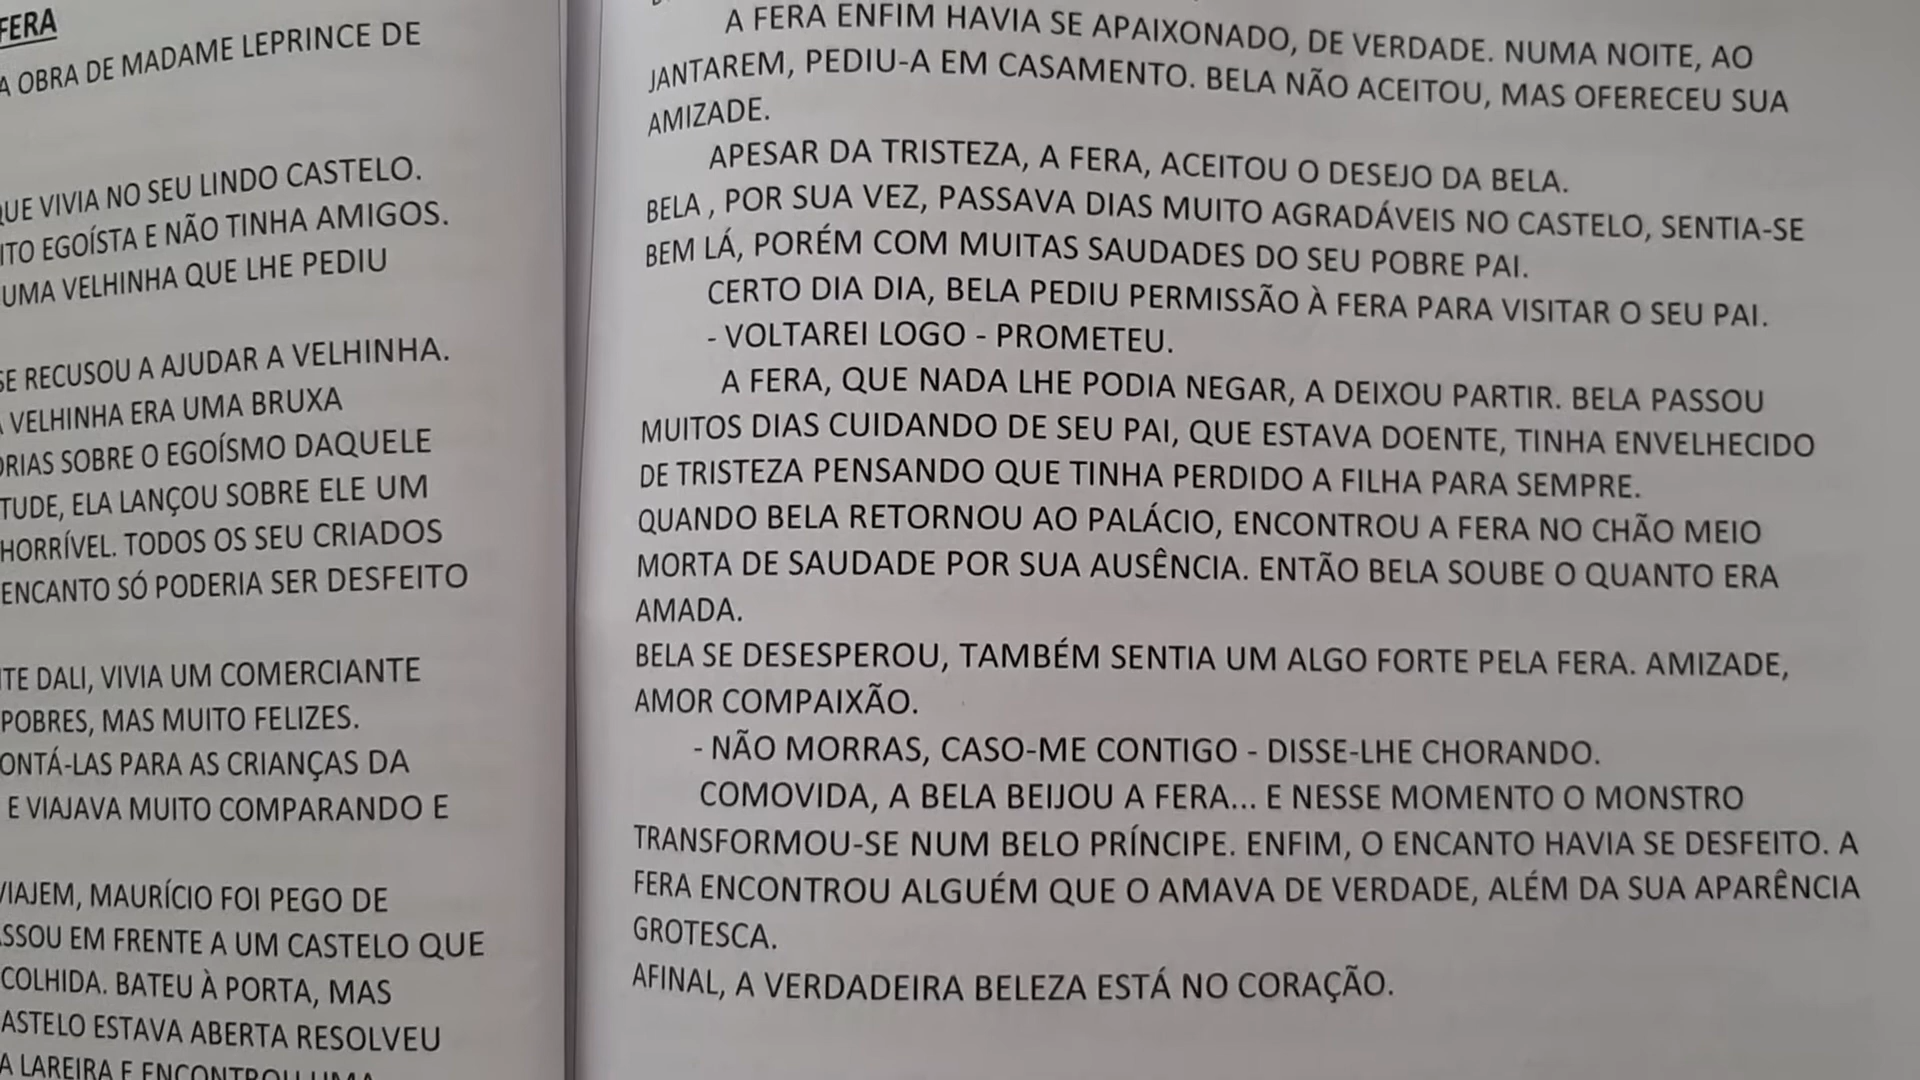 FERA
A OBRA DE MADAME LEPRINCE DE
QUE VIVIA NO SEU LINDO CASTELO.
EGOÍSTA E NÃO TINHA AMIGOS.
UMA VELHINHA QUE LHE PEDIU
SE RECUSOU A AJUDAR A VELHINHA.
VELHINHA ERA UMA BRUXA
SOBRE O EGOÍSMO DAQUELE
ELA LANÇOU SOBRE ELE UM
HORRÍVEL. TODOS OS SEU CRIADOS
ENCANTO SÓ PODERIA SER DESFEITO
DALI, VIVIA UM COMERCIANTE
POBRES, MAS MUITO FELIZES.
PARA AS CRIANÇAS DA
E VIAJAVA MUITO COMPARANDO E
MAURÍCIO FOI PEGO DE
EM FRENTE A UM CASTELO QUE
BATEU À PORTA, MAS
ESTAVA ABERTA RESOLVEU
A LAREIRA E ENCONTROU UMA
A FERA ENFIM HAVIA SE APAIXONADO, DE VERDADE. NUMA NOITE, AO
JANTAREM, PEDIU-A EM CASAMENTO. BELA NÃO ACEITOU, MAS OFERECEU SUA
AMIZADE.
APESAR DA TRISTEZA, A FERA, ACEITOU O DESEJO DA BELA.
BELA , POR SUA VEZ, PASSAVA DIAS MUITO AGRADÁVEIS NO CASTELO, SENTIA-SE
BEM LÁ, PORÉM COM MUITAS SAUDADES DO SEU POBRE PAI.
CERTO DIA DIA, BELA PEDIU PERMISSÃO À FERA PARA VISITAR O SEU PAI.
- VOLTAREI LOGO - PROMETEU.
A FERA, QUE NADA LHE PODIA NEGAR, A DEIXOU PARTIR. BELA PASSOU
MUITOS DIAS CUIDANDO DE SEU PAI, QUE ESTAVA DOENTE, TINHA ENVELHECIDO
DE TRISTEZA PENSANDO QUE TINHA PERDIDO A FILHA PARA SEMPRE.
QUANDO BELA RETORNOU AO PALÁCIO, ENCONTROU A FERA NO CHÃO MEIO
MORTA DE SAUDADE POR SUA AUSÊNCIA. ENTÃO BELA SOUBE O QUANTO ERA
AMADA.
BELA SE DESESPEROU, TAMBÉM SENTIA UM ALGO FORTE PELA FERA. AMIZADE,
AMOR COMPAIXÃO.
- NÃO MORRAS, CASO-ME CONTIGO - DISSE-LHE CHORANDO.
COMOVIDA, A BELA BEIJOU A FERA... E NESSE MOMENTO O MONSTRO
TRANSFORMOU-SE NUM BELO PRÍNCIPE. ENFIM, O ENCANTO HAVIA SE DESFEITO. A
FERA ENCONTROU ALGUÉM QUE O AMAVA DE VERDADE, ALÉM DA SUA APARÊNCIA
GROTESCA.
AFINAL, A VERDADEIRA BELEZA ESTÁ NO CORAÇÃO.